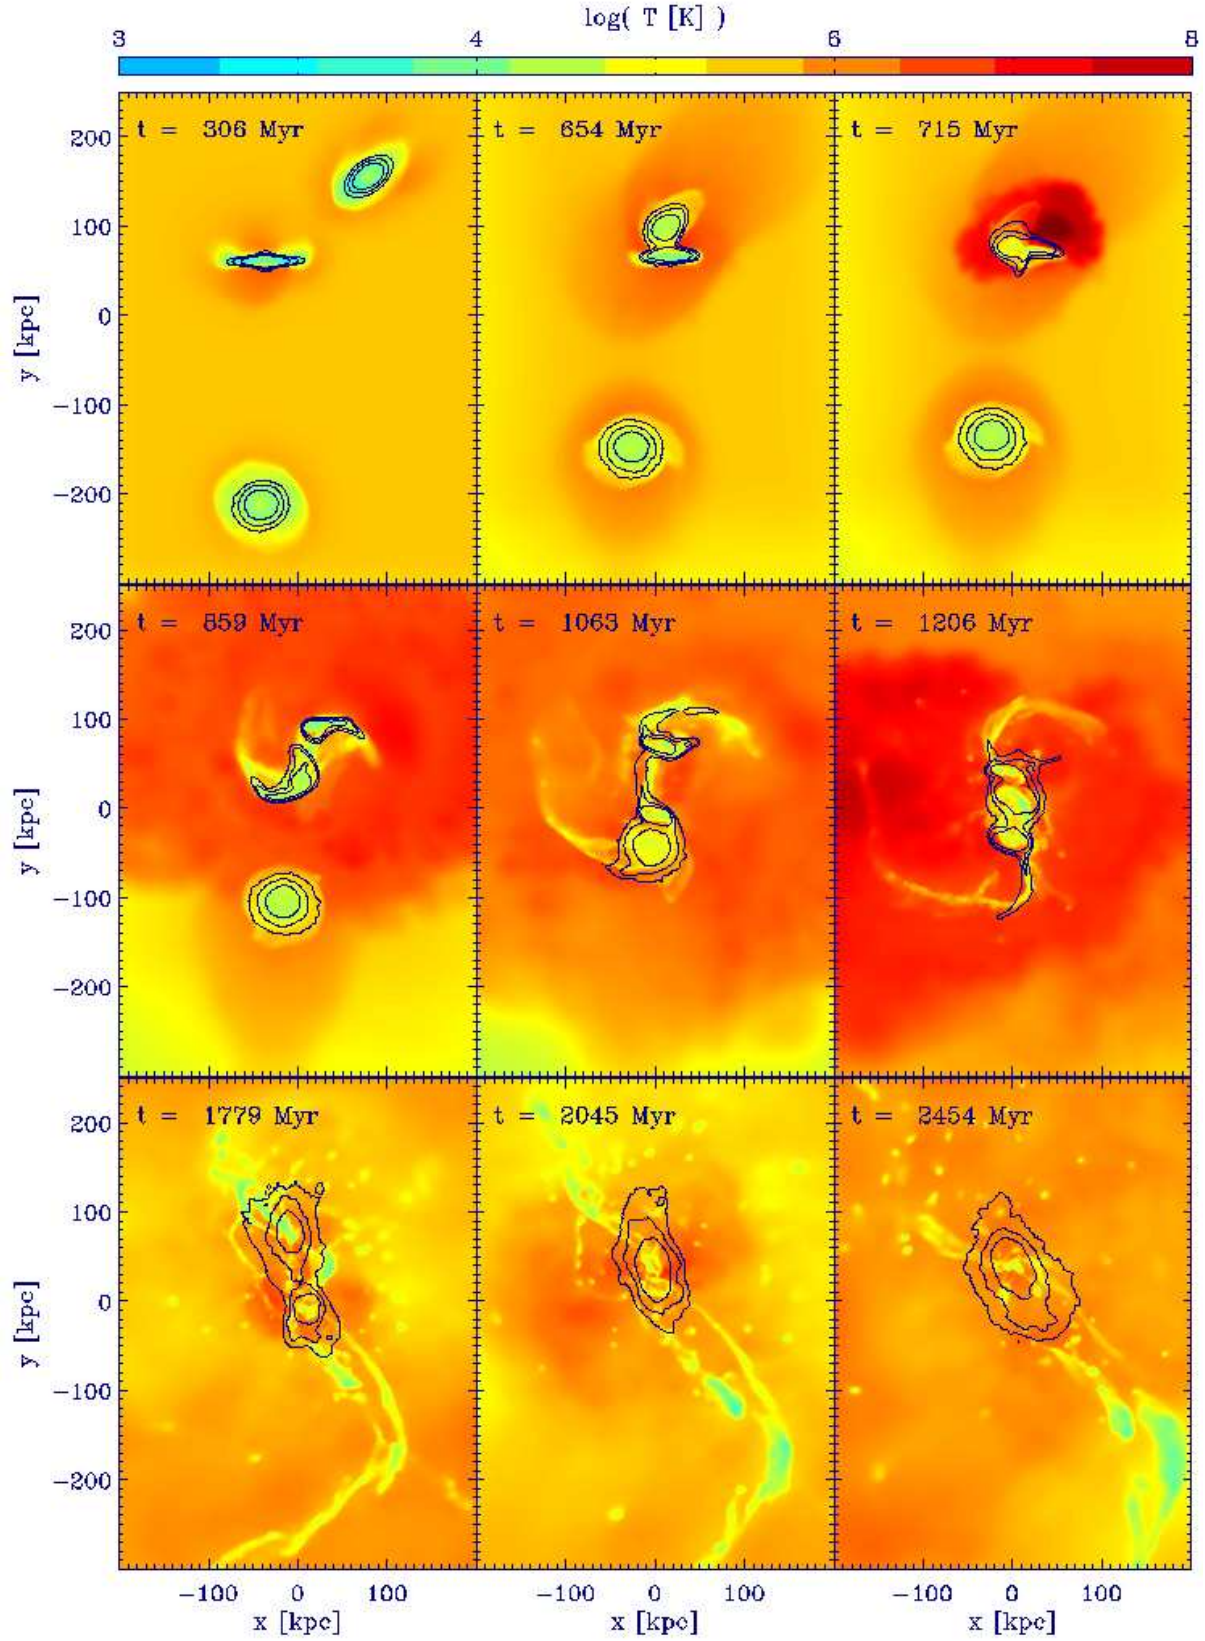 log( T [K] )
3 4 6 8
t = 306 Myr t = 654 Myr t = 715 Myr
200
100
0
-100
-200
y [kpc]
t = 859 Myr t = 1063 Myr t = 1206 Myr
200
100
0
-100
-200
y [kpc]
t = 1779 Myr t = 2045 Myr t = 2454 Myr
200
100
0
-100
-200
y [kpc]
-100 0 100 -100 0 100 -100 0 100
x [kpc] x [kpc] x [kpc]